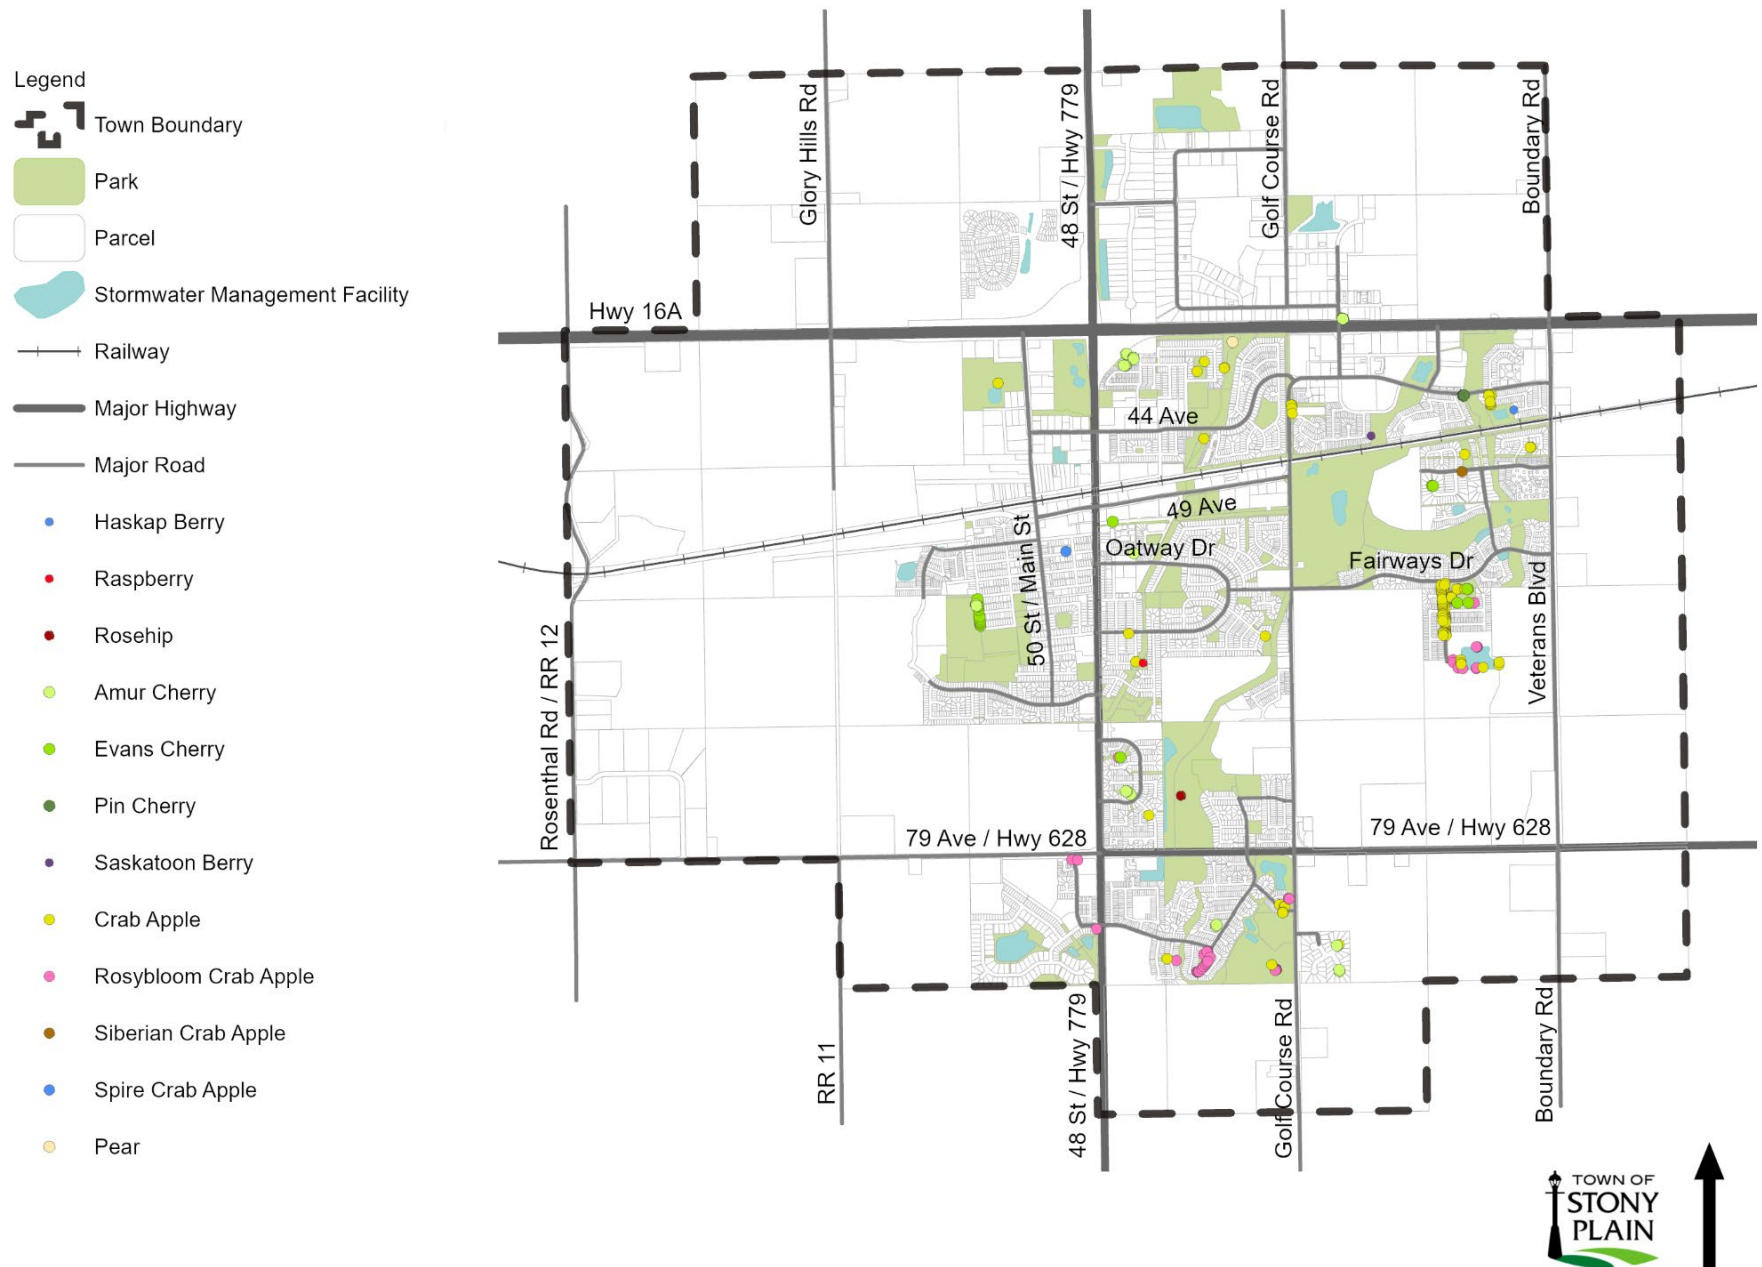 Legend
Town Boundary
Park
Parcel
Stormwater Management Facility
Railway
Major Highway
Major Road
Haskap Berry
Raspberry
Rosehip
Amur Cherry
Evans Cherry
Pin Cherry
Saskatoon Berry
Crab Apple
Rosybloom Crab Apple
Siberian Crab Apple
Spire Crab Apple
Pear
Glory Hills Rd
48 St / Hwy 779
Golf Course Rd
Boundary Rd
Hwy 16A
44 Ave
49 Ave
Oatway Dr
Fairways Dr
50 St / Main St
Rosenthal Rd / RR 12
Veterans Blvd
79 Ave / Hwy 628
79 Ave / Hwy 628
RR 11
48 St / Hwy 779
Golf Course Rd
Boundary Rd
TOWN OF
STONY
PLAIN